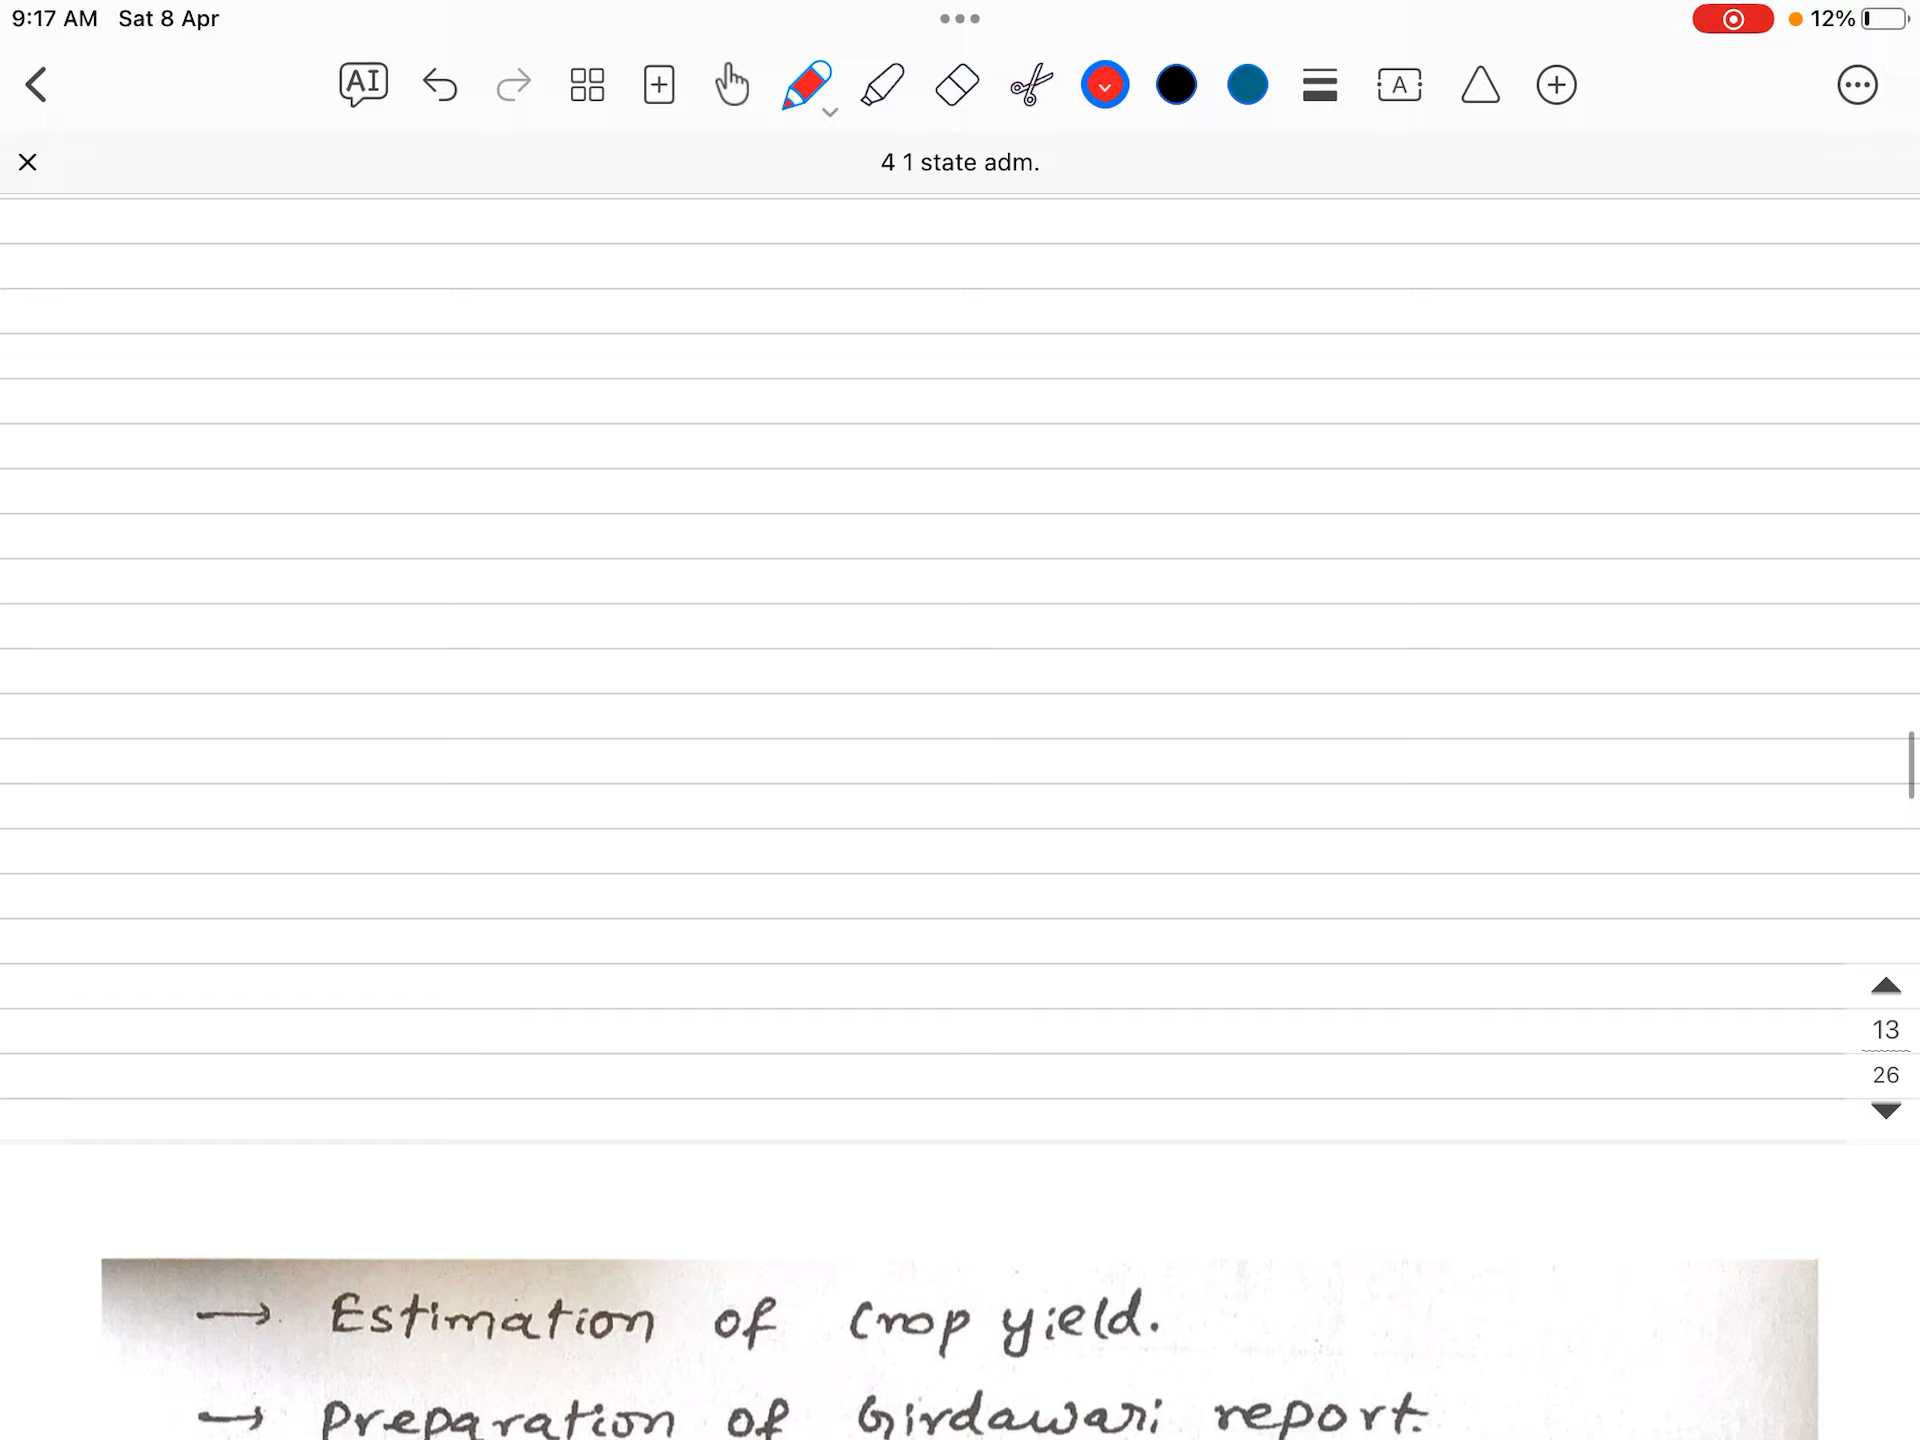 9:17 AM Sat 8 Apr
12%
AI
A
4 1 state adm.
13
26
→ Estimation of Crop yield.
→ Preparation of Girdawari report.